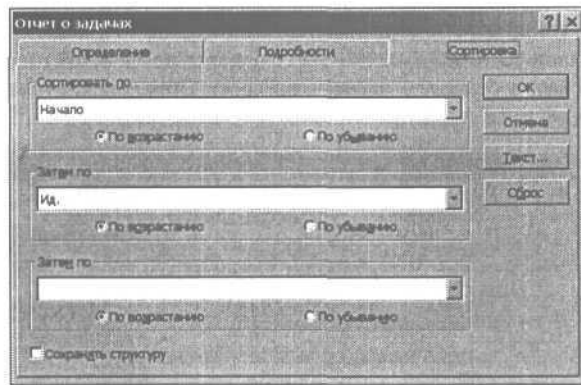 Отчет о задачах
Определение Подробности Сортировка
Сортировать по
Начало
По возрастанию По убыванию
Затем по
Ид.
По возрастанию По убыванию
Затем по
По возрастанию По убыванию
Сохранять структуру
ОК
Отмена
Текст...
Сброс